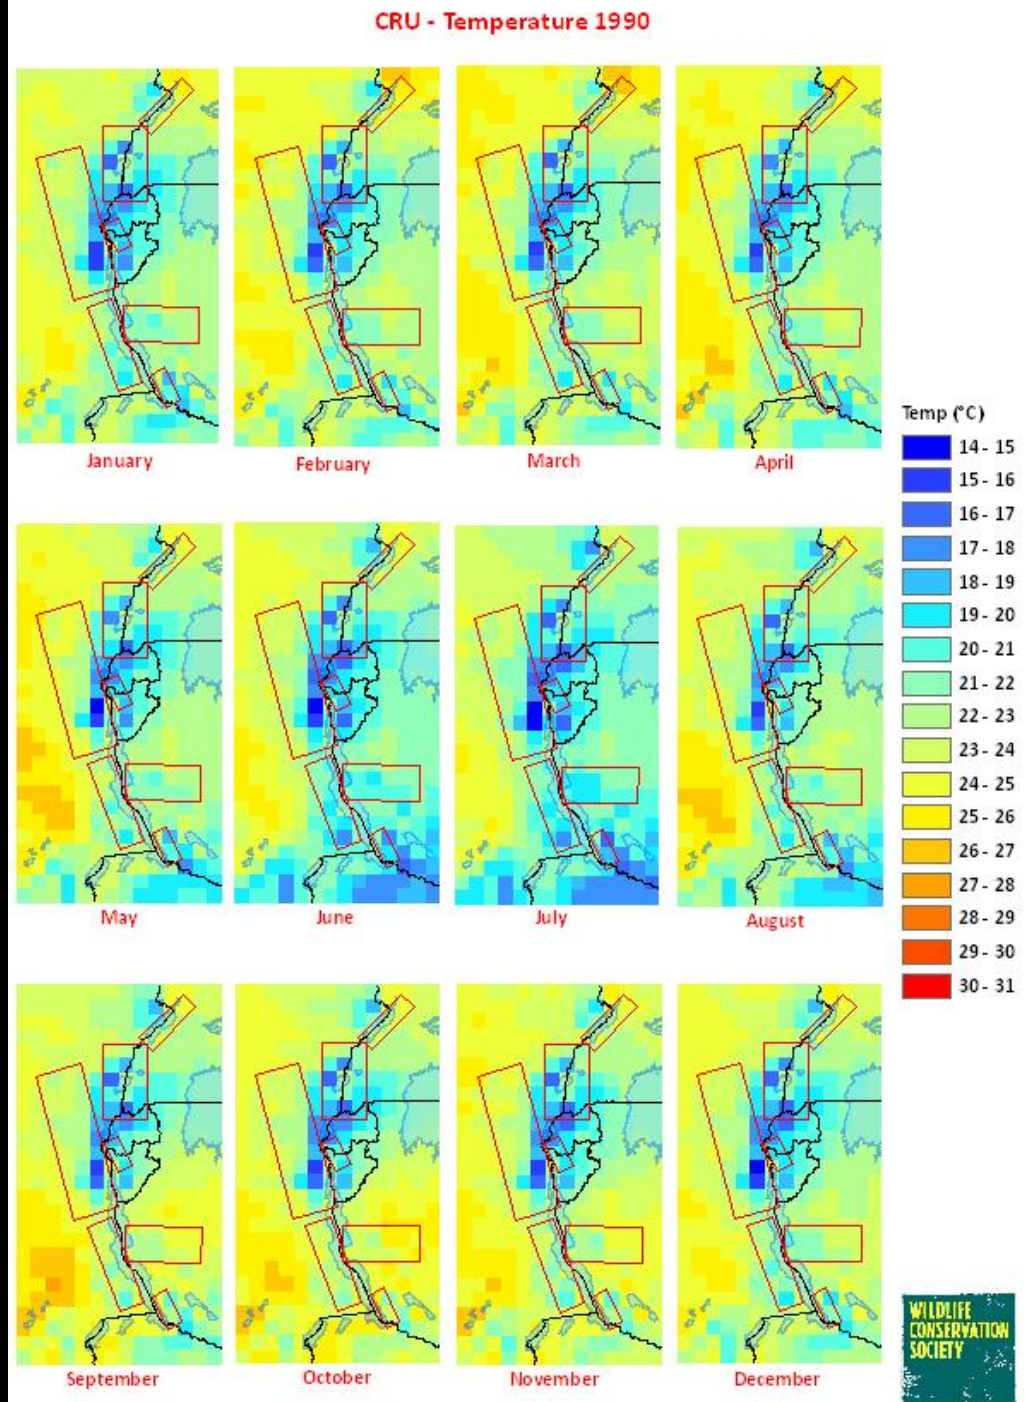 CRU - Temperature 1990
January
February
March
April
Temp (°C)
14 - 15
15 - 16
16 - 17
17 - 18
18 - 19
19 - 20
20 - 21
21 - 22
22 - 23
23 - 24
24 - 25
25 - 26
26 - 27
27 - 28
28 - 29
29 - 30
30 - 31
May
June
July
August
September
October
November
December
WILDLIFE
CONSERVATION
SOCIETY